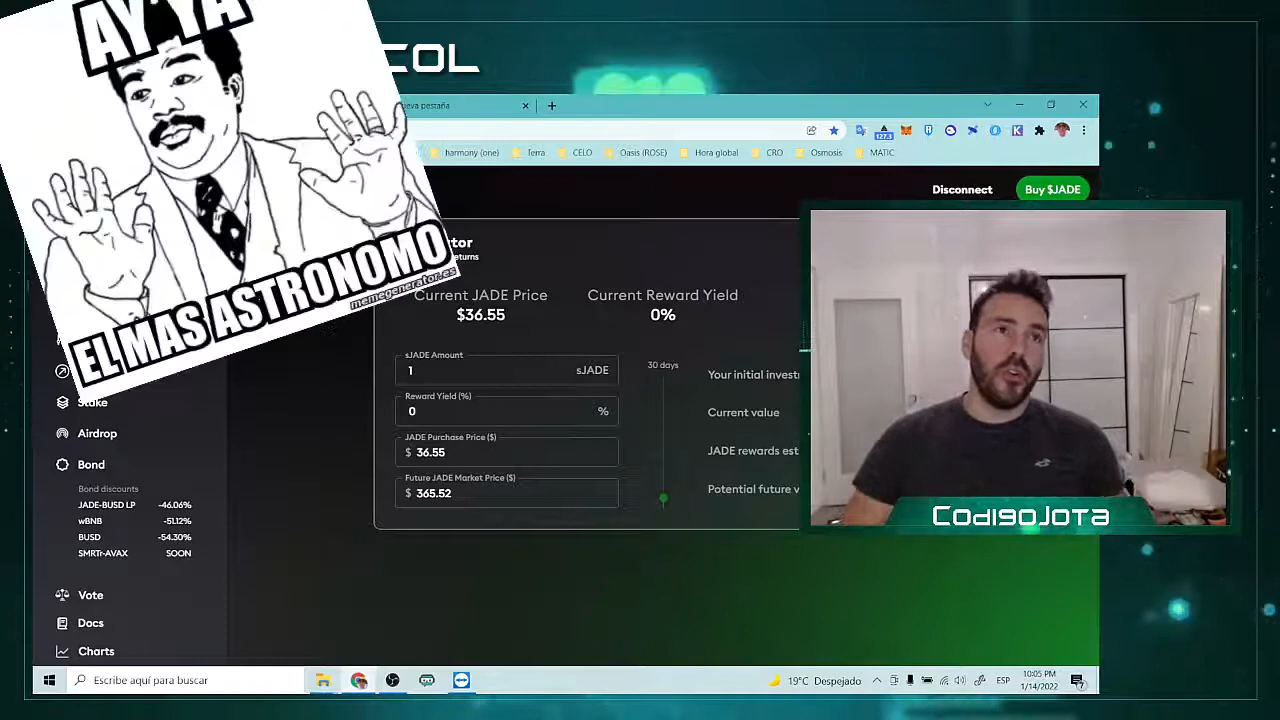 AY YA
EL MAS ASTRONOMO
memegenerator.es
COL
eva pestaña
harmony (one)
Terra
CELO
Oasis (ROSE)
Hora global
CRO
Osmosis
MATIC
Disconnect
Buy $JADE
Current JADE Price
$36.55
Current Reward Yield
0%
sJADE Amount
1
sJADE
Reward Yield (%)
0
%
JADE Purchase Price ($)
$ 36.55
Future JADE Market Price ($)
$ 365.52
30 days
Your initial invest
Current value
JADE rewards est
Potential future v
Stake
Airdrop
Bond
Bond discounts
JADE-BUSD LP -46.06%
wBNB -51.12%
BUSD -54.30%
SMRTr-AVAX SOON
Vote
Docs
Charts
CodigoJota
Escribe aquí para buscar
19°C Despejado
ESP
10:05 PM
1/14/2022